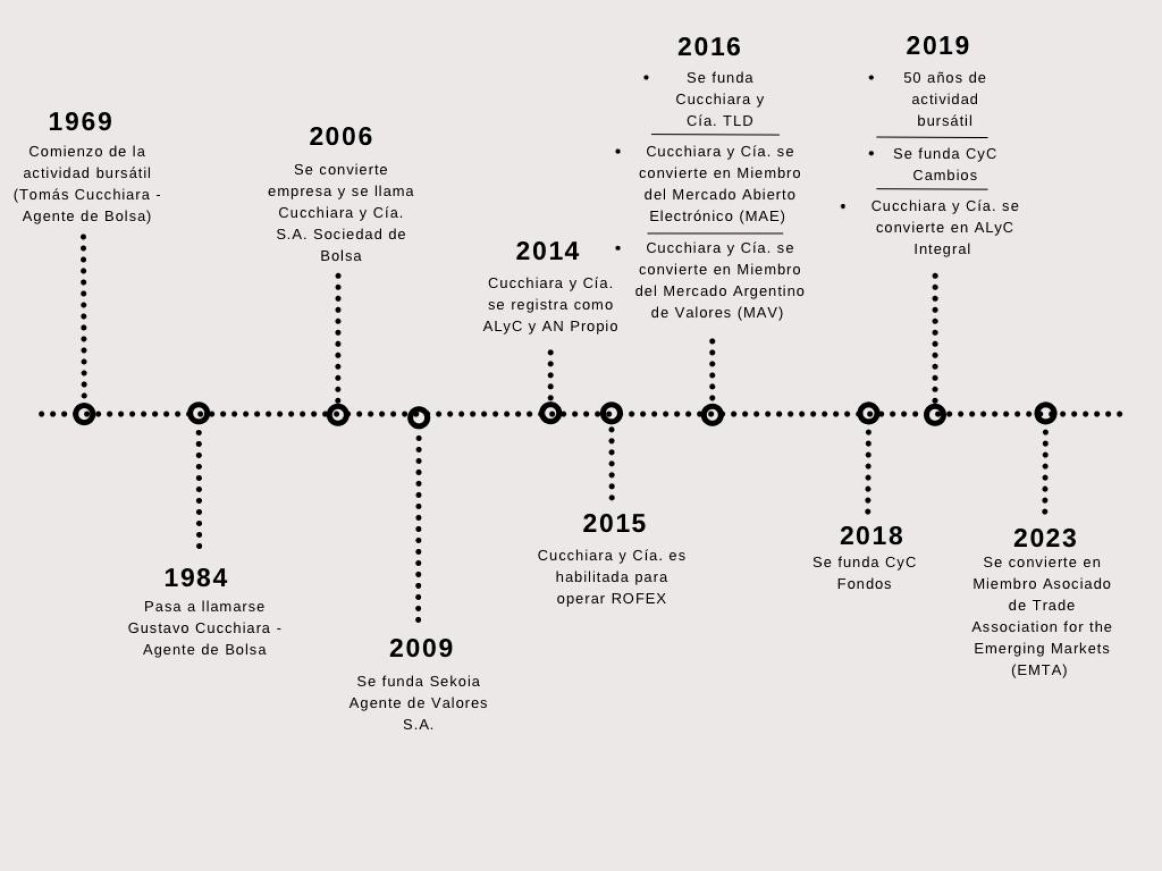 1969
Comienzo de la
actividad bursátil
(Tomás Cucchiara -
Agente de Bolsa)
1984
Pasa a llamarse
Gustavo Cucchiara -
Agente de Bolsa
2006
Se convierte
empresa y se llama
Cucchiara y Cía.
S.A. Sociedad de
Bolsa
2009
Se funda Sekoia
Agente de Valores
S.A.
2014
Cucchiara y Cía.
se registra como
ALyC y AN Propio
2015
Cucchiara y Cía. es
habilitada para
operar ROFEX
2016
• Se funda
Cucchiara y
Cía. TLD
• Cucchiara y Cía. se
convierte en Miembro
del Mercado Abierto
Electrónico (MAE)
• Cucchiara y Cía. se
convierte en Miembro
del Mercado Argentino
de Valores (MAV)
2018
Se funda CyC
Fondos
2019
• 50 años de
actividad
bursátil
• Se funda CyC
Cambios
• Cucchiara y Cía. se
convierte en ALyC
Integral
2023
Se convierte en
Miembro Asociado
de Trade
Association for the
Emerging Markets
(EMTA)